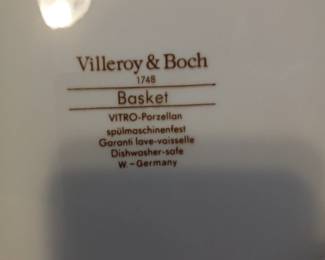 Villeroy & Boch
1748
Basket
VITRO-Porzellan
spülmaschinenfest
Garanti lave-vaisselle
Dishwasher-safe
W.-Germany